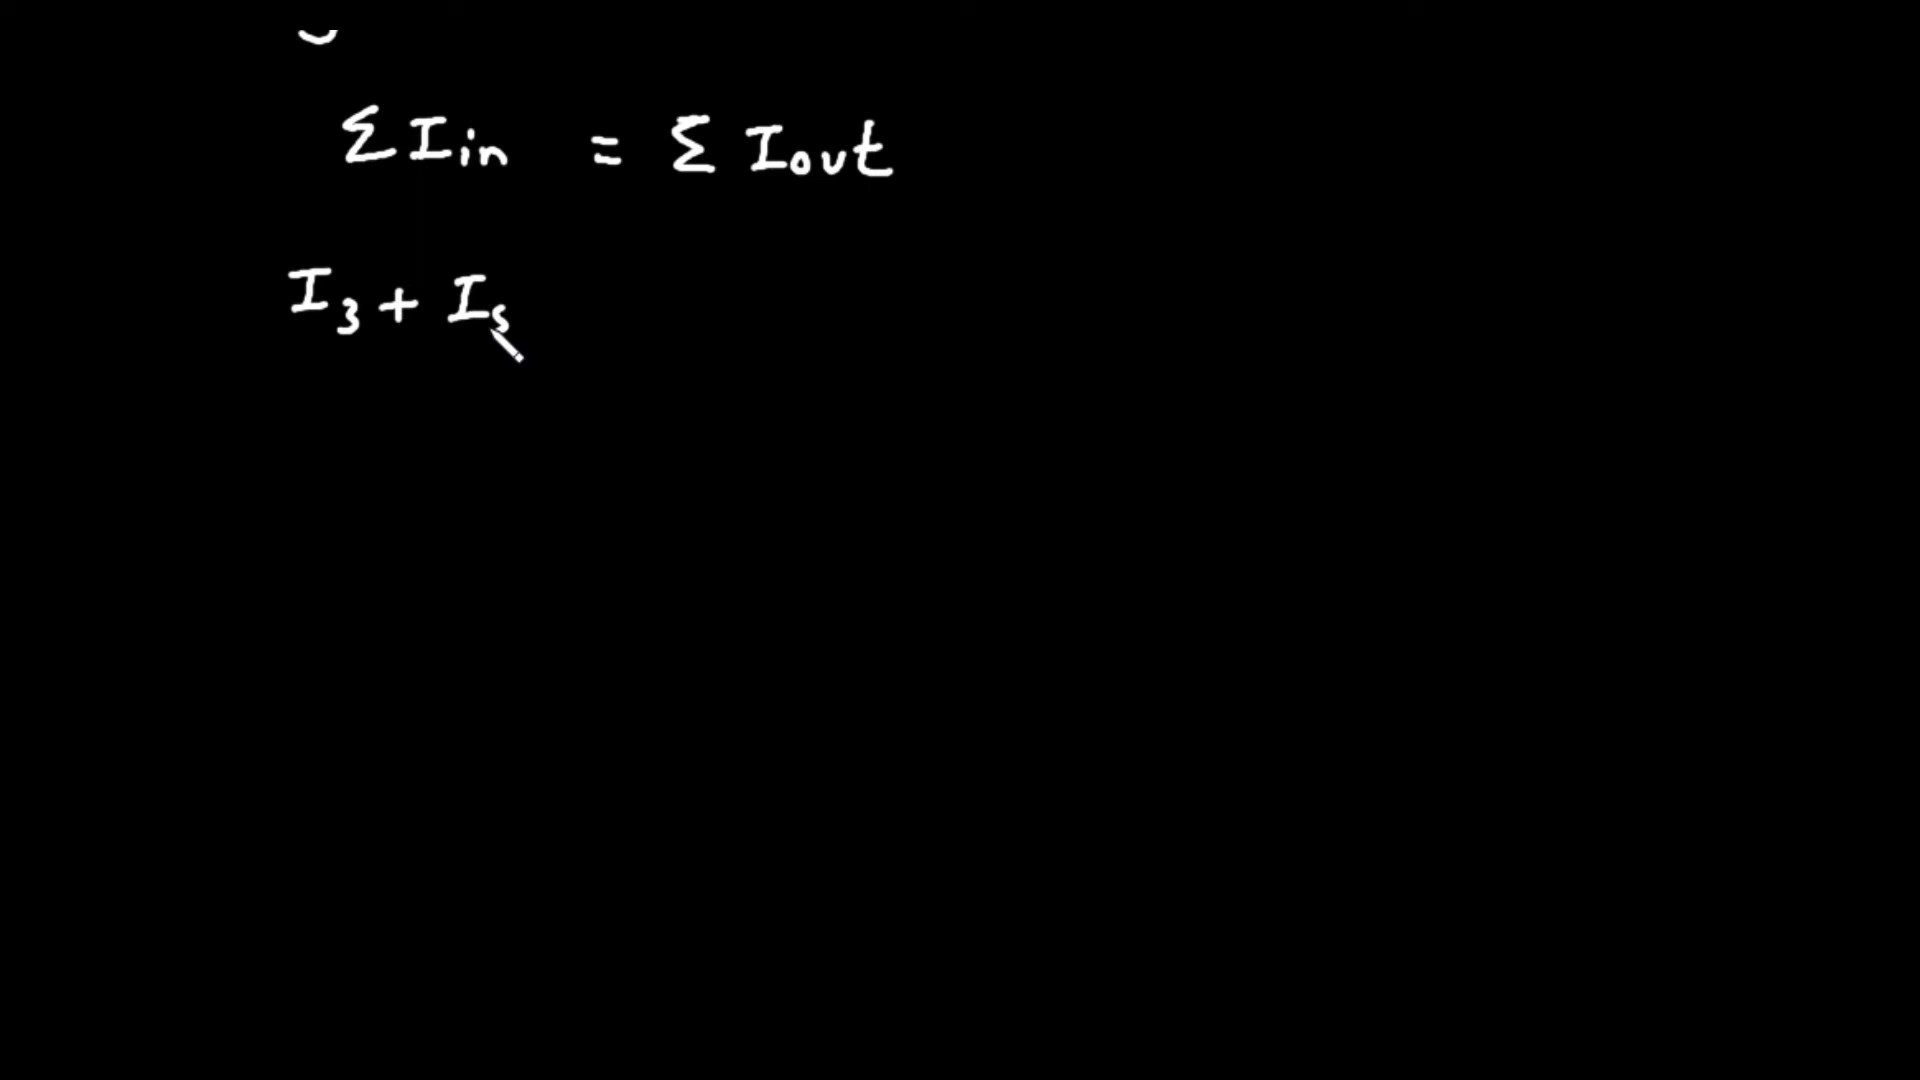 Σ I_in = Σ I_out
I_3 + I_5